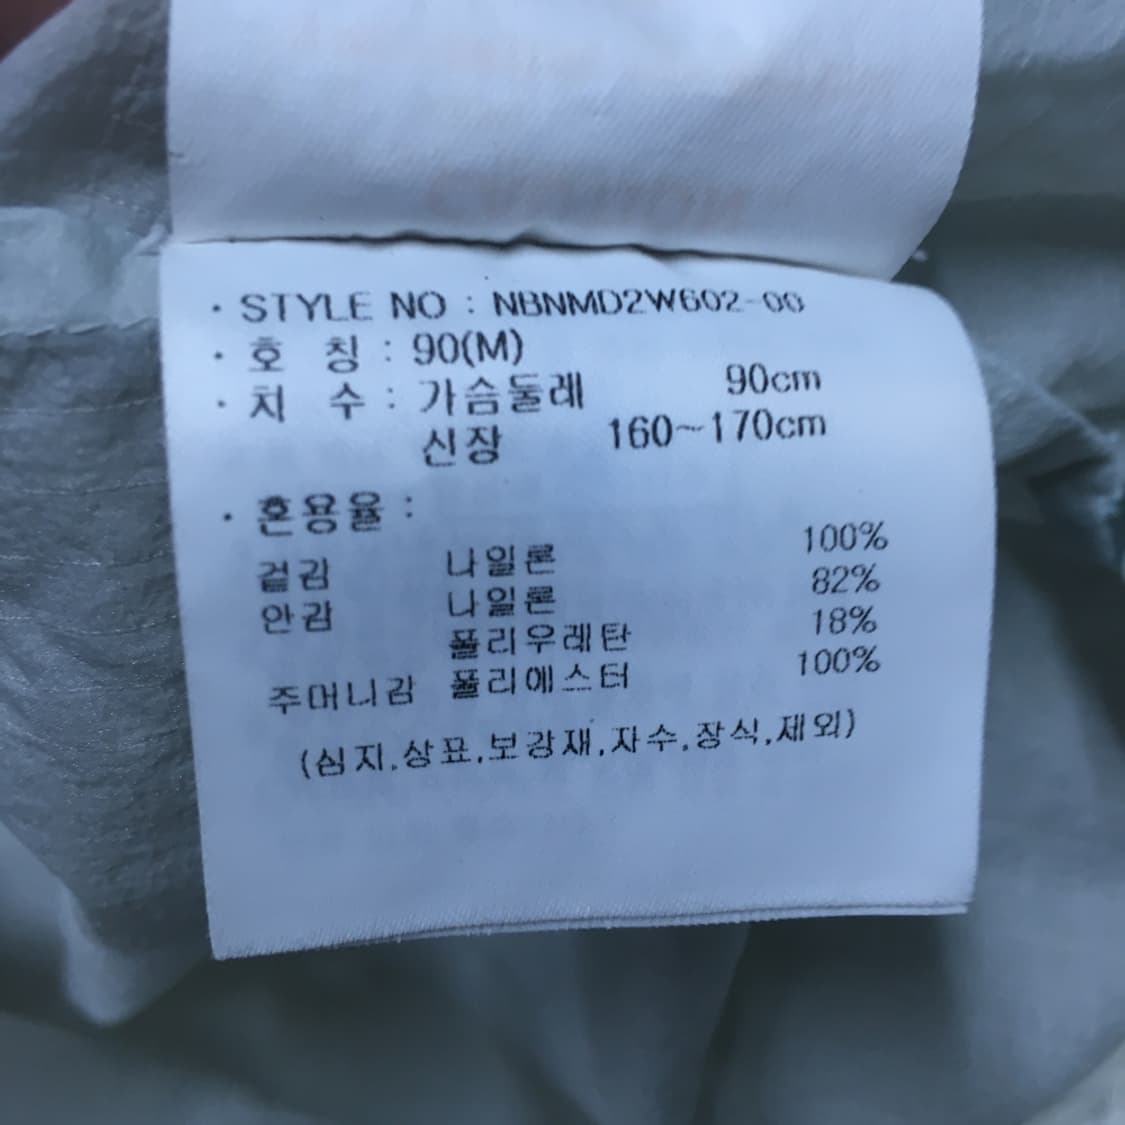 · STYLE NO : NBNMD2W602-00
· 호 칭 : 90(M)
· 치 수 : 가슴둘레 90cm
신장 160~170cm
· 혼용율 :
겉감 나일론 100%
안감 나일론 82%
폴리우레탄 18%
주머니감 폴리에스터 100%
(심지,상표,보강재,자수,장식,제외)